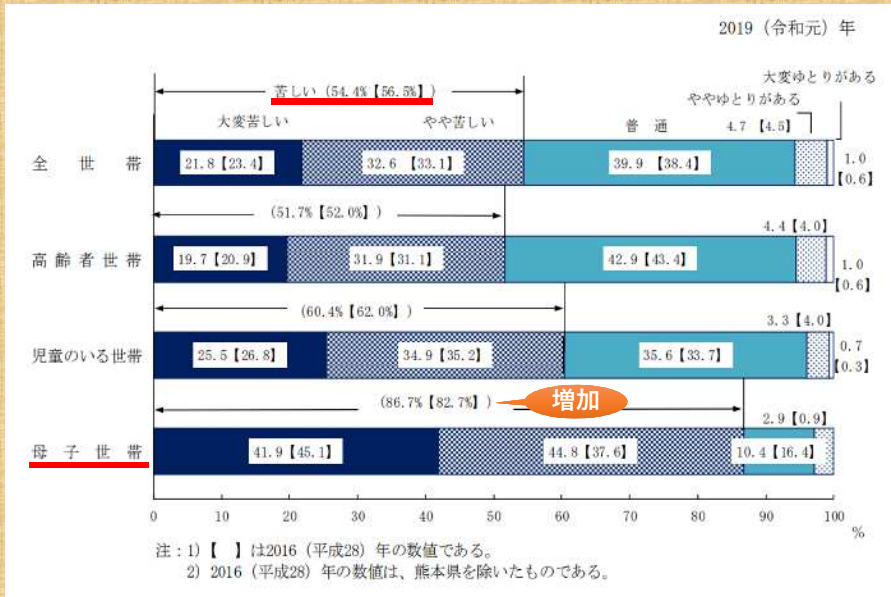 2019（令和元）年
大変ゆとりがある
ややゆとりがある
苦しい（54.4%【56.5%】）
大変苦しい　やや苦しい　普通　4.7【4.5】
全世帯　21.8【23.4】　32.6【33.1】　39.9【38.4】　1.0【0.6】
（51.7%【52.0%】）
4.4【4.0】
高齢者世帯　19.7【20.9】　31.9【31.1】　42.9【43.4】　1.0【0.6】
（60.4%【62.0%】）
3.3【4.0】
児童のいる世帯　25.5【26.8】　34.9【35.2】　35.6【33.7】　0.7【0.3】
（86.7%【82.7%】）　増加
2.9【0.9】
母子世帯　41.9【45.1】　44.8【37.6】　10.4【16.4】
0　10　20　30　40　50　60　70　80　90　100
%
注：1）【　】は2016（平成28）年の数値である。
2）2016（平成28）年の数値は、熊本県を除いたものである。